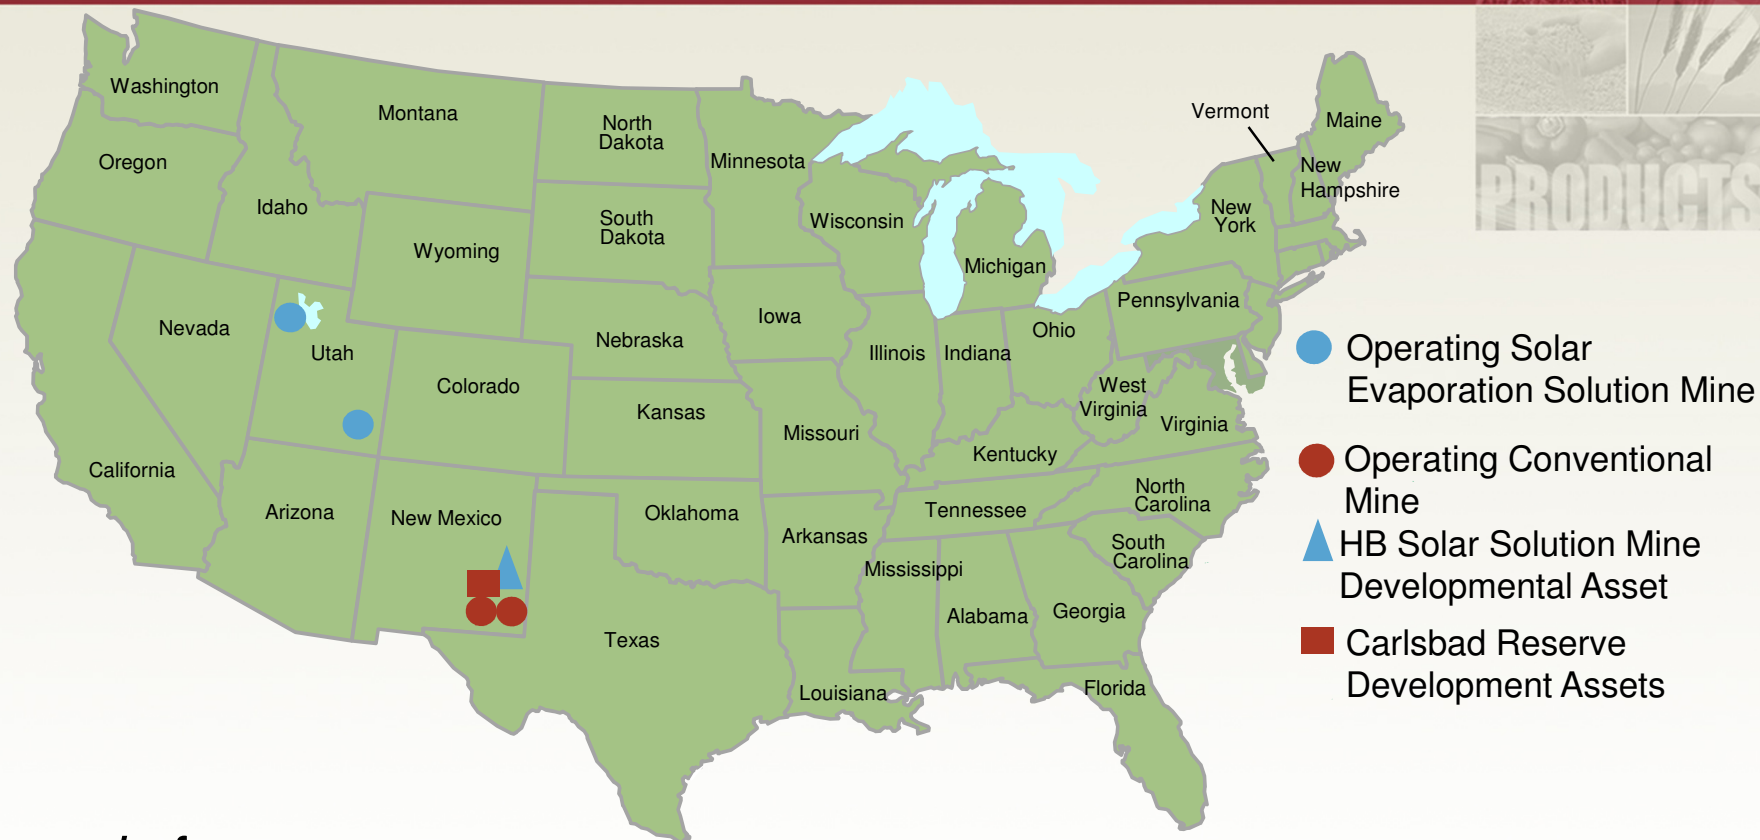 Washington
Montana
North
Dakota
Minnesota
Vermont
Maine
Oregon
New
Hampshire
Idaho
South
Dakota
Wisconsin
New
York
Wyoming
Michigan
Pennsylvania
Nevada
Utah
Nebraska
Iowa
Illinois
Indiana
Ohio
Colorado
Kansas
Missouri
West
Virginia
Virginia
Kentucky
California
Arizona
New Mexico
Oklahoma
Arkansas
Tennessee
North
Carolina
South
Carolina
Mississippi
Alabama
Georgia
Texas
Louisiana
Florida
PRODUCTS
Operating Solar
Evaporation Solution Mine
Operating Conventional
Mine
HB Solar Solution Mine
Developmental Asset
Carlsbad Reserve
Development Assets